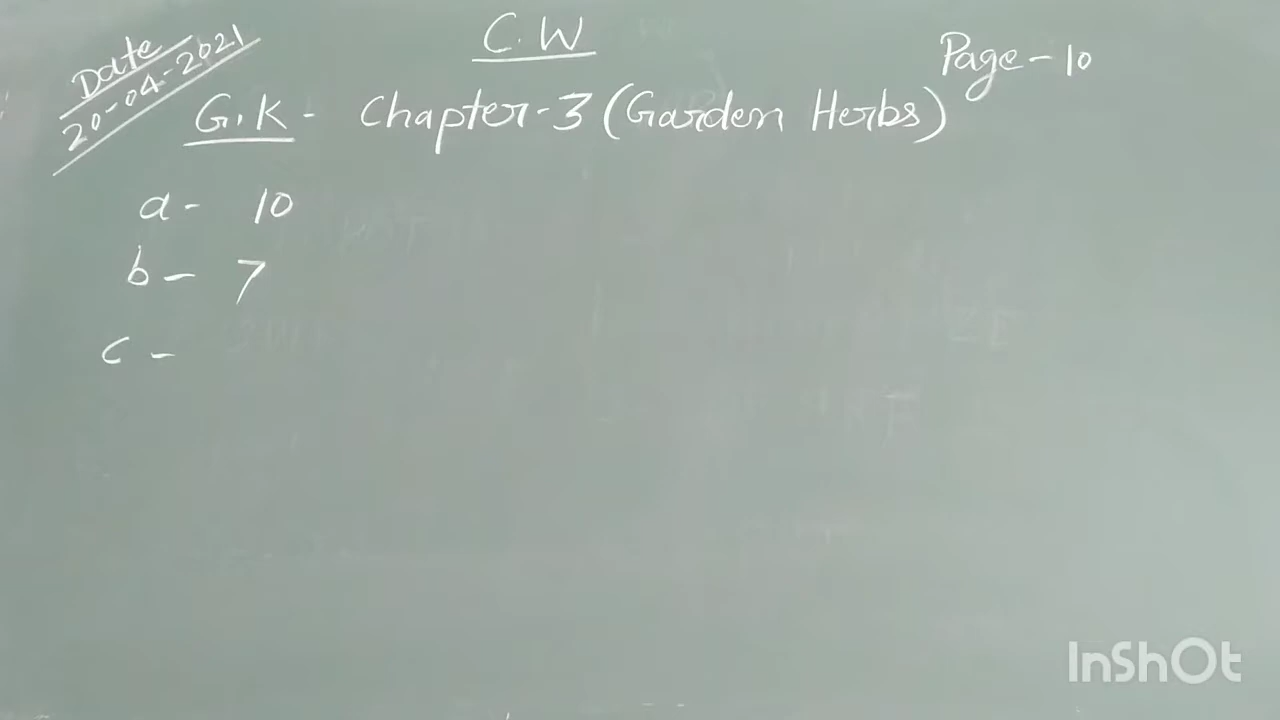 C.W
Date
20-04-2021
Page-10
G.K- Chapter-3 (Garden Herbs)
a- 10
b- 7
c-
InShOt